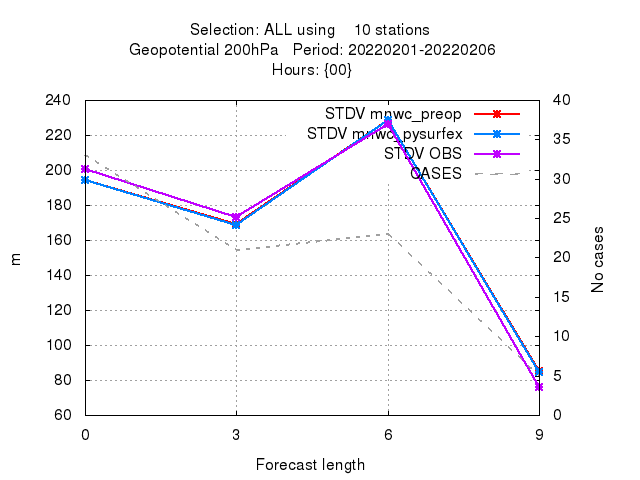 Selection: ALL using    10 stations
Geopotential 200hPa   Period: 20220201-20220206
Hours: {00}
240 40
STDV mnwc_preop
220 35
STDV mnwc_pysurfex
STDV OBS
200 30
CASES
180 25
160 20
140 15
120 10
100 5
80 0
60
m
No cases
0 3 6 9
Forecast length